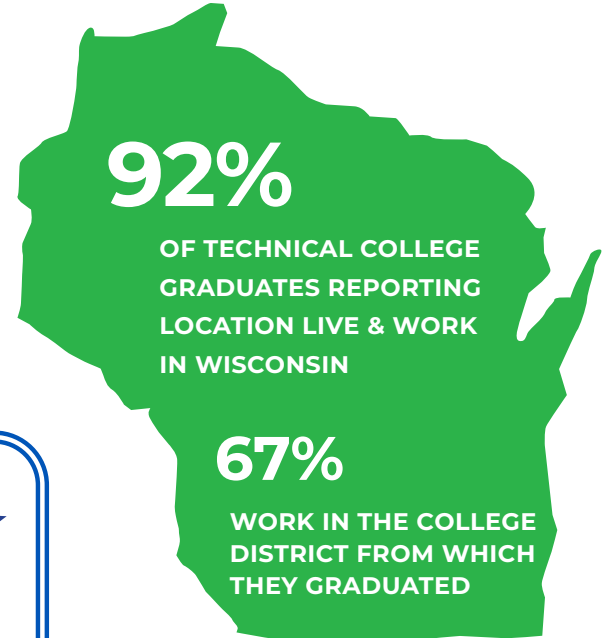 92%
OF TECHNICAL COLLEGE
GRADUATES REPORTING
LOCATION LIVE & WORK
IN WISCONSIN
67%
WORK IN THE COLLEGE
DISTRICT FROM WHICH
THEY GRADUATED